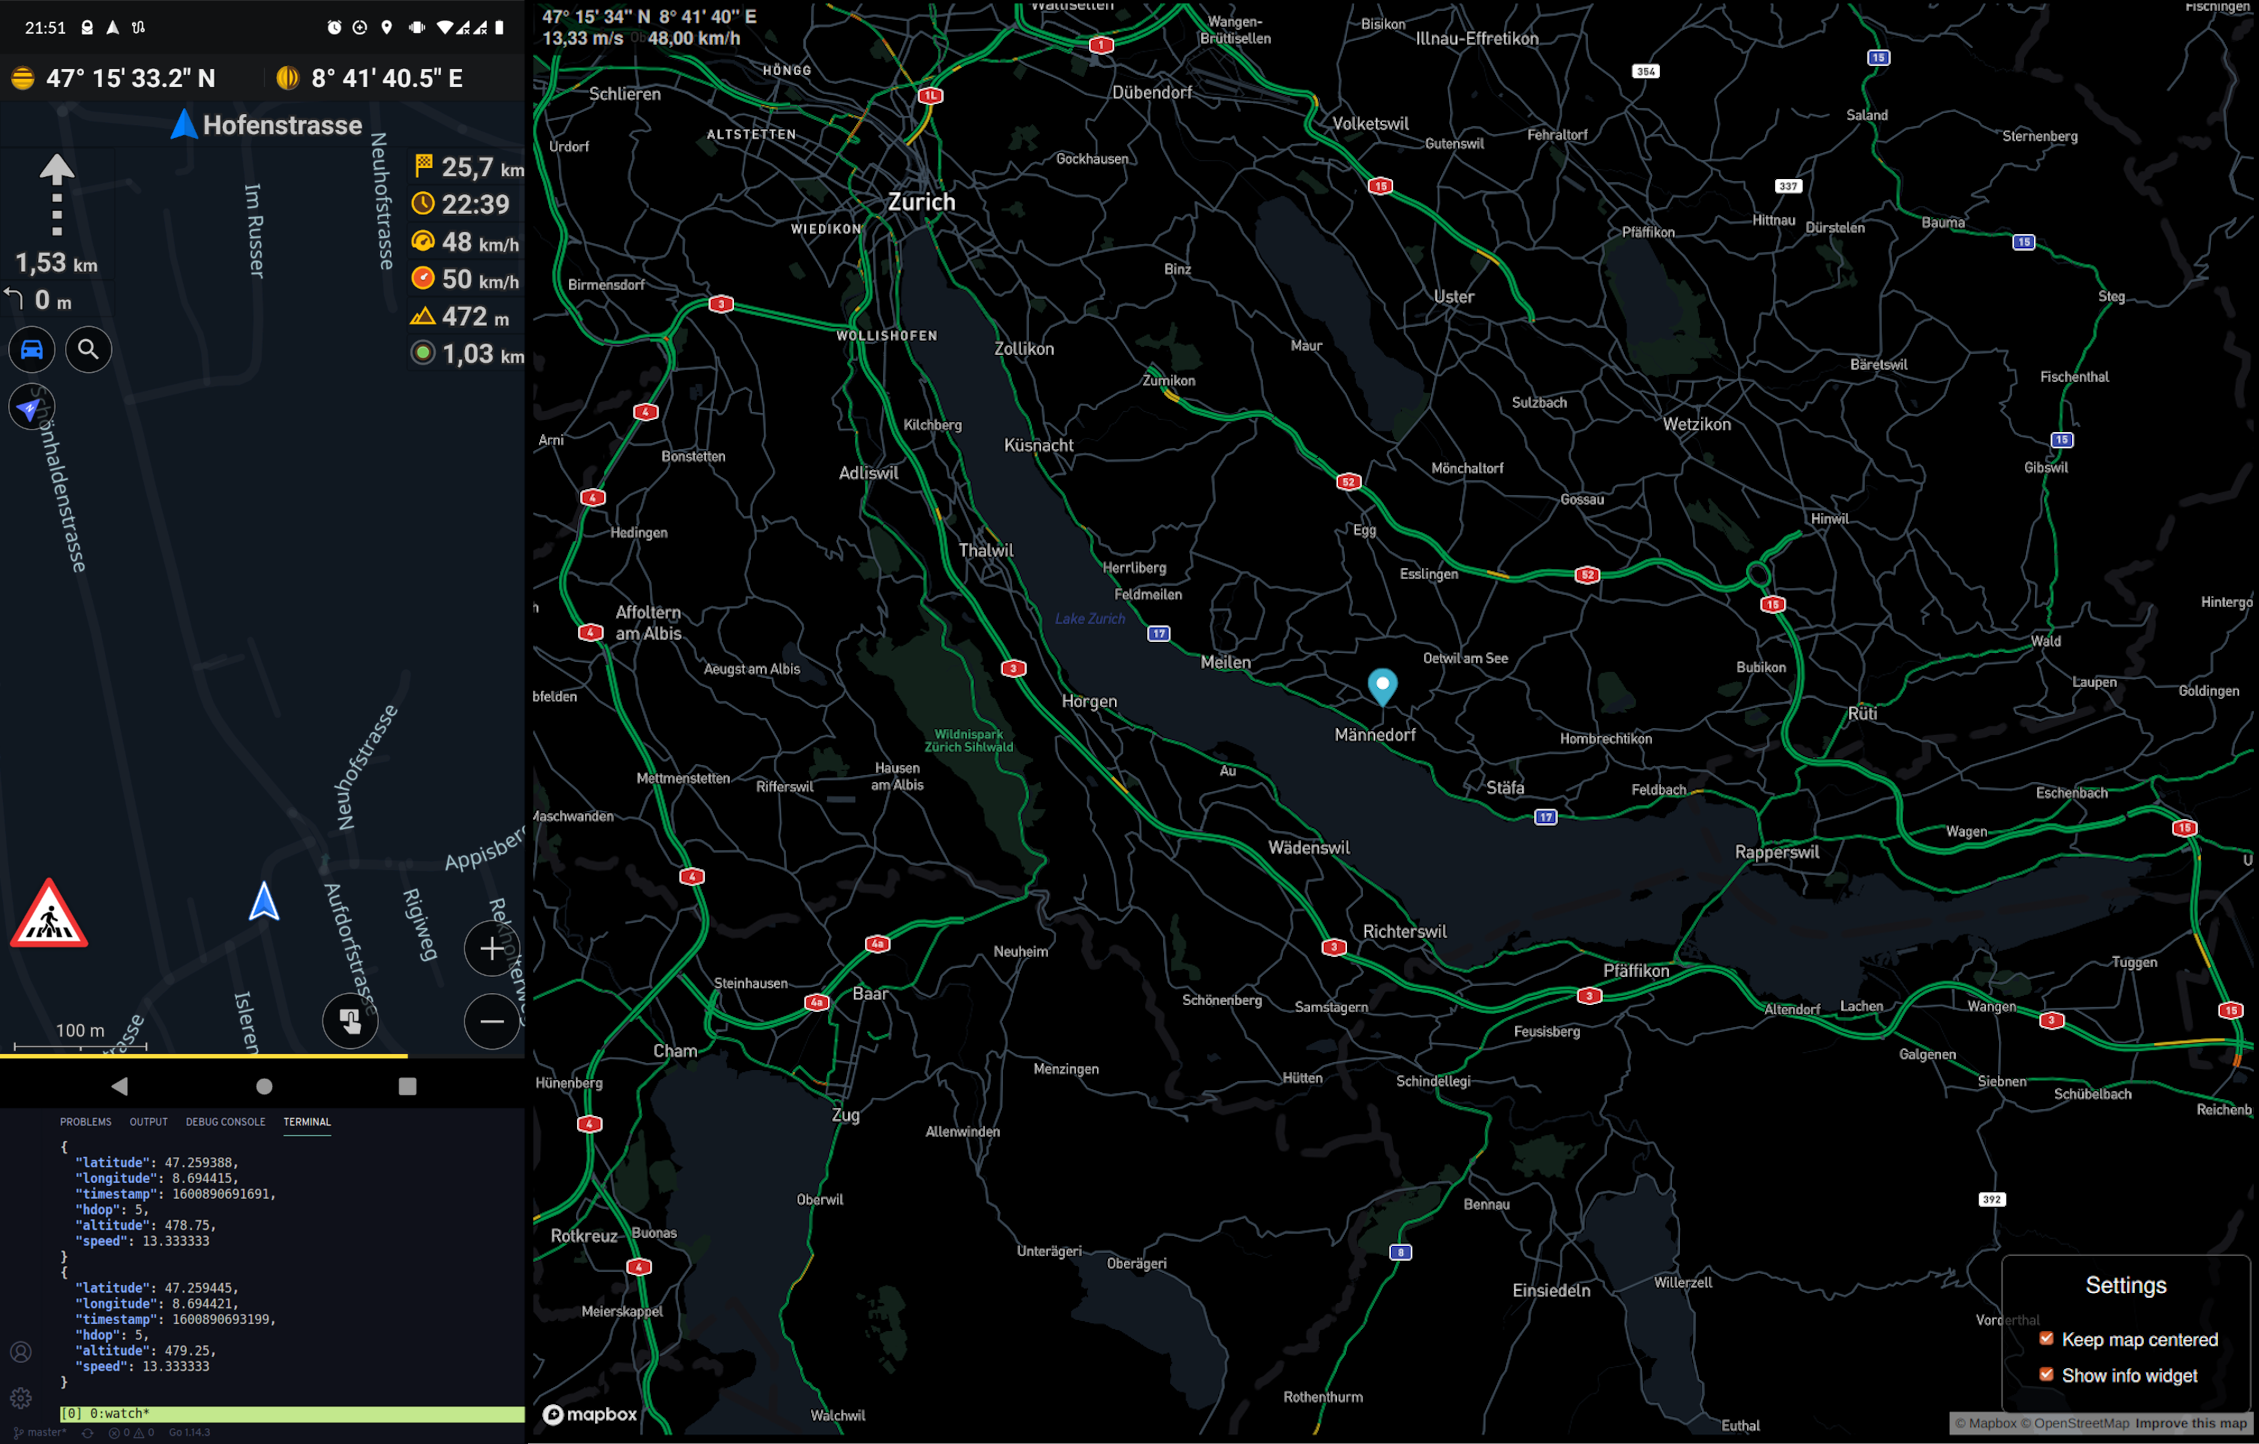 21:51
47° 15' 33.2" N
8° 41' 40.5" E
Hofenstrasse
1,53 km
0 m
25,7 km
22:39
48 km/h
50 km/h
472 m
1,03 km
Im Russer
Neuhofstrasse
Schönhaldenstrasse
Neuhofstrasse
Appisber
Aufdorfstrasse
Rigiweg
Isleren
trasse
100 m
PROBLEMS OUTPUT DEBUG CONSOLE TERMINAL
{
"latitude": 47.259388,
"longitude": 8.694415,
"timestamp": 1600890691691,
"hdop": 5,
"altitude": 478.75,
"speed": 13.333333
}
{
"latitude": 47.259445,
"longitude": 8.694421,
"timestamp": 1600890693199,
"hdop": 5,
"altitude": 479.25,
"speed": 13.333333
}
[0] 0:watch*
master* 0 0 Go 1.14.3
47° 15' 34" N 8° 41' 40" E
13,33 m/s 48,00 km/h
Wallisellen
Wangen-
Brüttisellen
Bisikon
Illnau-Effretikon
Fischingen
1
354
15
HÖNGG
Schlieren
1L
Dübendorf
Volketswil
Saland
ALTSTETTEN
Urdorf
Gockhausen
Gutenswil
Fehraltorf
Sternenberg
Zurich
15
337
Hittnau
Dürstelen
Bauma
15
WIEDIKON
Pfäffikon
Birmensdorf
Binz
Uster
Steg
3
WOLLISHOFEN
Zollikon
Maur
Bäretswil
Fischenthal
Zumikon
Sulzbach
4
Arni
Kilchberg
Küsnacht
Wetzikon
15
Bonstetten
Adliswil
52
Mönchaltorf
Gibswil
4
Gossau
Hedingen
Thalwil
Egg
Hinwil
Herrliberg
Esslingen
52
Feldmeilen
15
Hintergo
Affoltern
am Albis
4
Lake Zurich
17
Wald
Aeugst am Albis
3
Meilen
Oetwil am See
Bubikon
Laupen
Goldingen
bfelden
Horgen
Rüti
Männedorf
Hombrechtikon
Wildnispark
Zürich Sihlwald
Mettmenstetten
Rifferswil
Hausen
am Albis
Au
Stäfa
Feldbach
Eschenbach
Maschwanden
17
Wagen
15
Wädenswil
Rapperswil
U
4
4a
Neuheim
3
Richterswil
Pfäffikon
Tuggen
Steinhausen
4a
Baar
Schönenberg
Samstagern
3
Altendorf
Lachen
Wangen
3
15
Feusisberg
Cham
Galgenen
Hünenberg
Menzingen
Hütten
Schindellegi
Siebnen
Schübelbach
Reichenb
4
Zug
Allenwinden
Oberwil
Bennau
392
Rotkreuz
Buonas
Unterägeri
Oberägeri
8
4
Einsiedeln
Willerzell
Meierskappel
Vorderthal
Rothenthurm
Walchwil
Euthal
Settings
Keep map centered
Show info widget
mapbox
© Mapbox © OpenStreetMap Improve this map